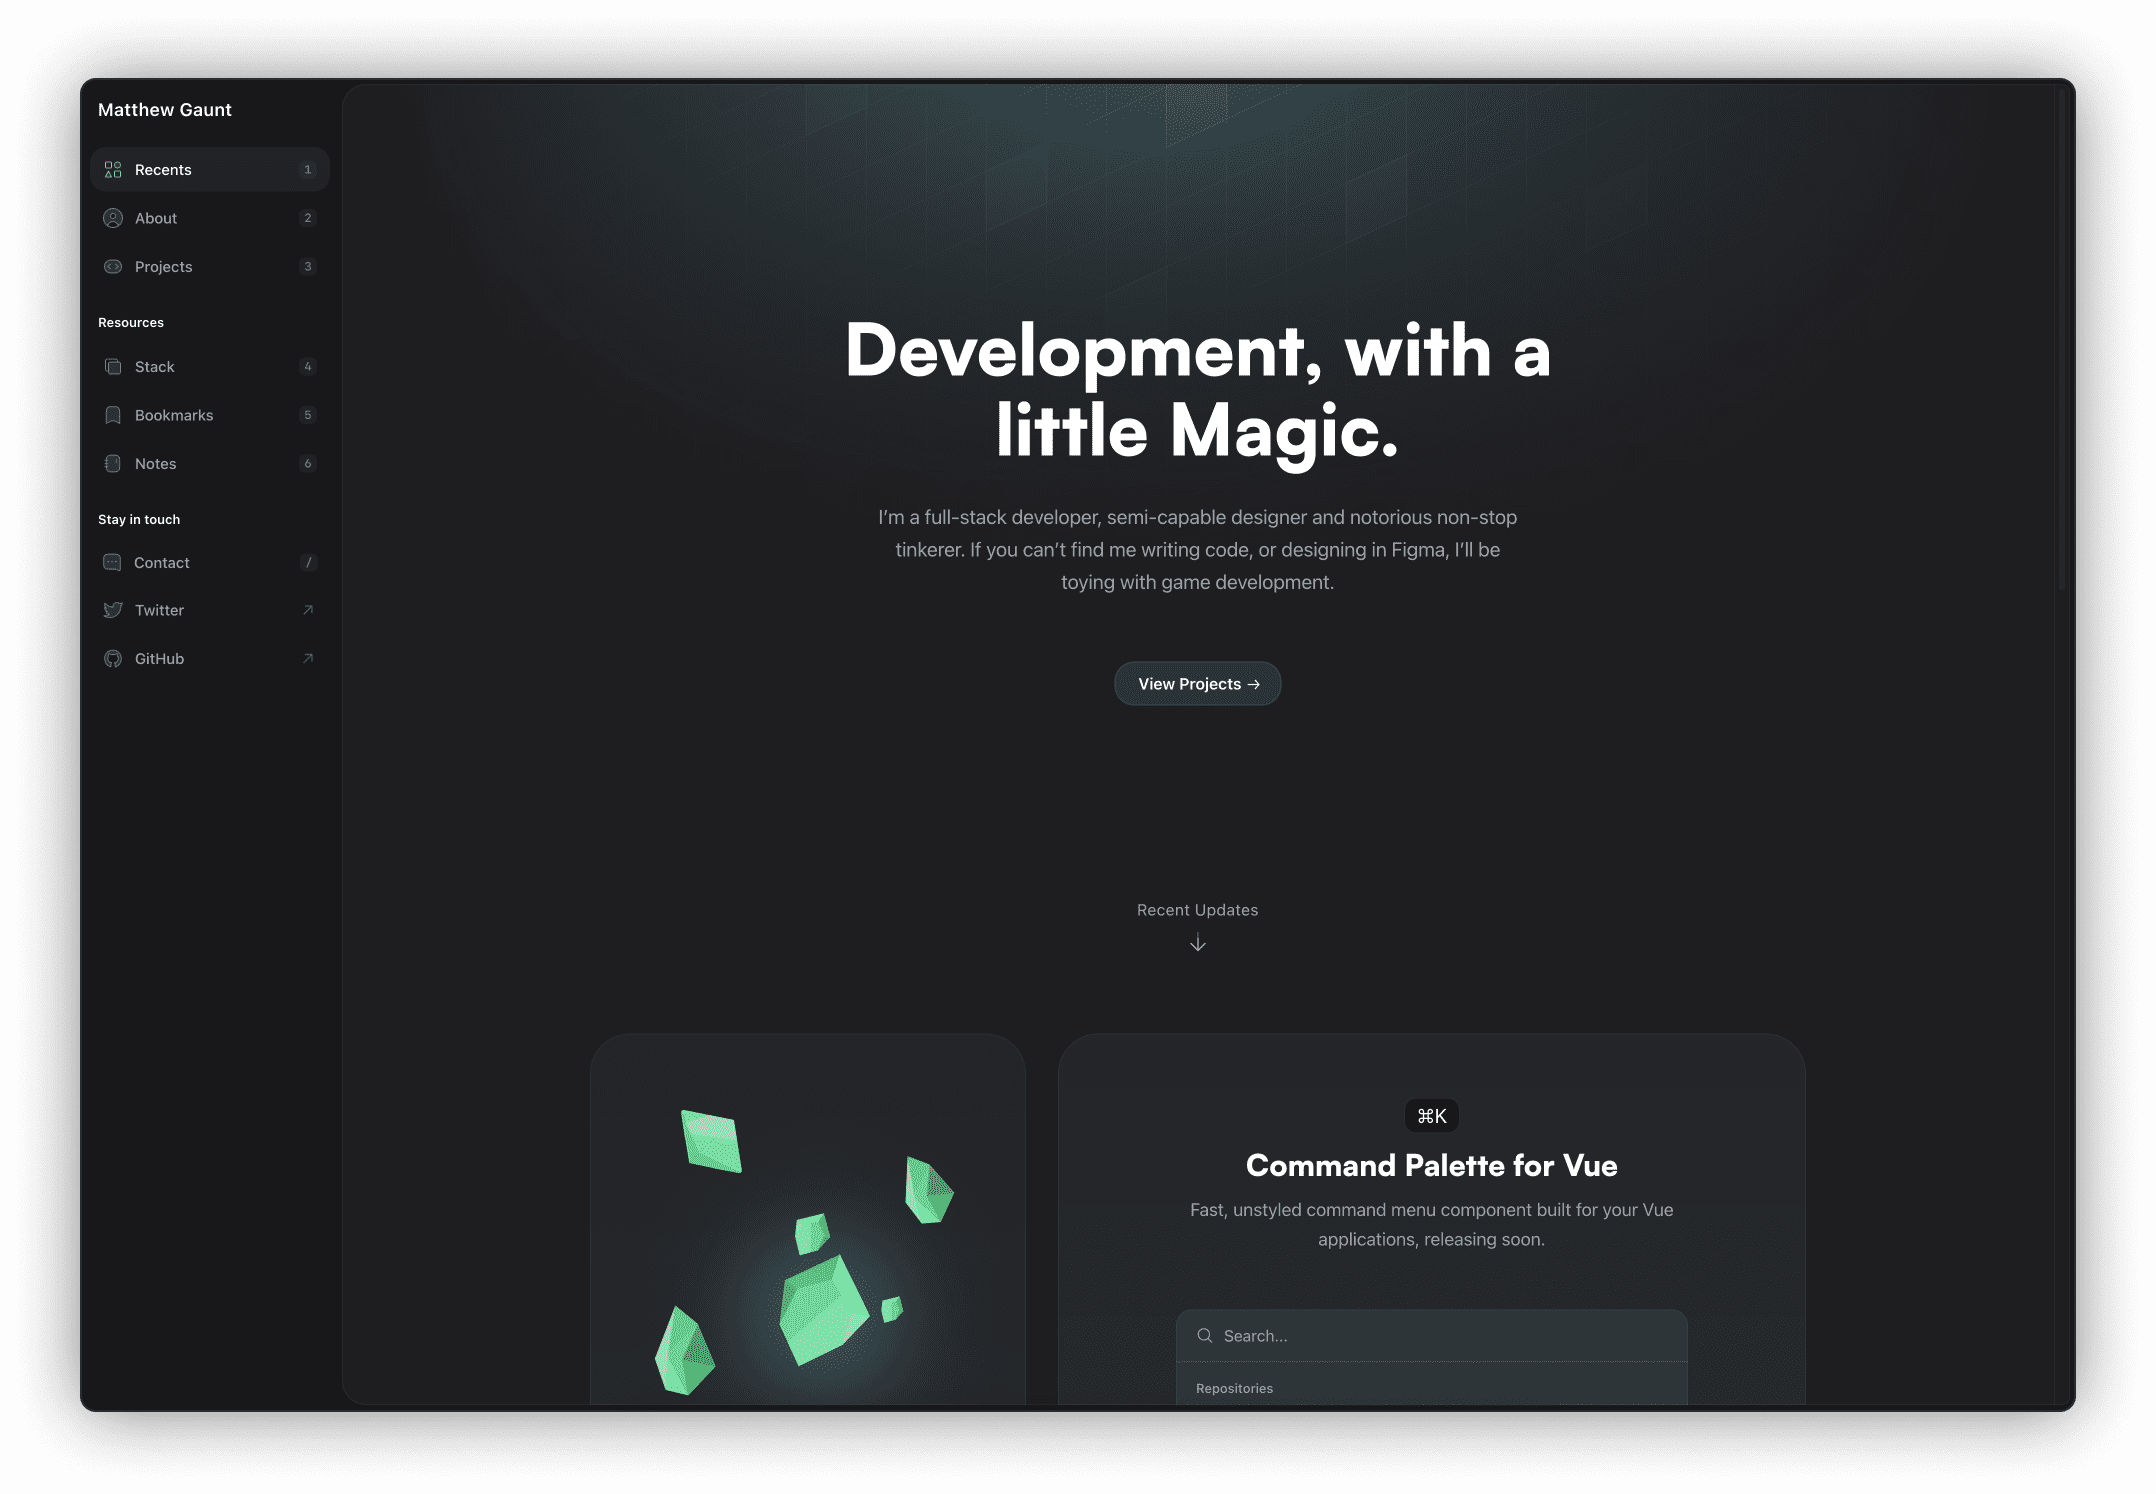 Matthew Gaunt
Recents 1
About 2
Projects 3
Resources
Stack 4
Bookmarks 5
Notes 6
Stay in touch
Contact /
Twitter
GitHub
Development, with a
little Magic.
I’m a full-stack developer, semi-capable designer and notorious non-stop
tinkerer. If you can’t find me writing code, or designing in Figma, I’ll be
toying with game development.
View Projects →
Recent Updates
⌘K
Command Palette for Vue
Fast, unstyled command menu component built for your Vue
applications, releasing soon.
Search...
Repositories